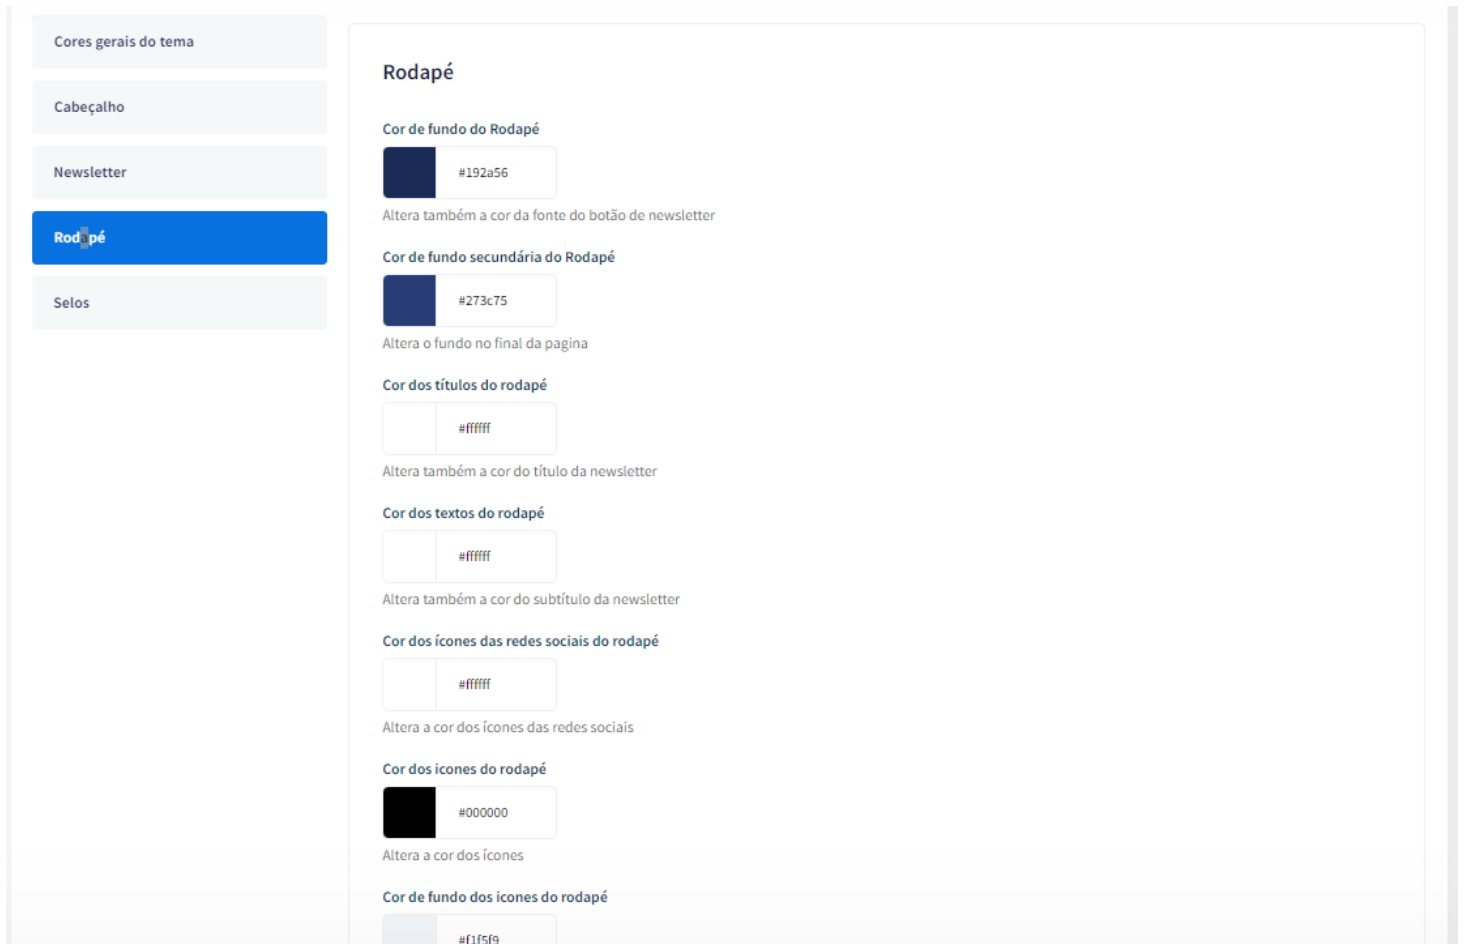 Cores gerais do tema
Cabeçalho
Newsletter
Rodapé
Selos
Rodapé
Cor de fundo do Rodapé
#192a56
Altera também a cor da fonte do botão de newsletter
Cor de fundo secundária do Rodapé
#273c75
Altera o fundo no final da pagina
Cor dos títulos do rodapé
#ffffff
Altera também a cor do título da newsletter
Cor dos textos do rodapé
#ffffff
Altera também a cor do subtítulo da newsletter
Cor dos ícones das redes sociais do rodapé
#ffffff
Altera a cor dos ícones das redes sociais
Cor dos icones do rodapé
#000000
Altera a cor dos ícones
Cor de fundo dos icones do rodapé
#f1f5f9